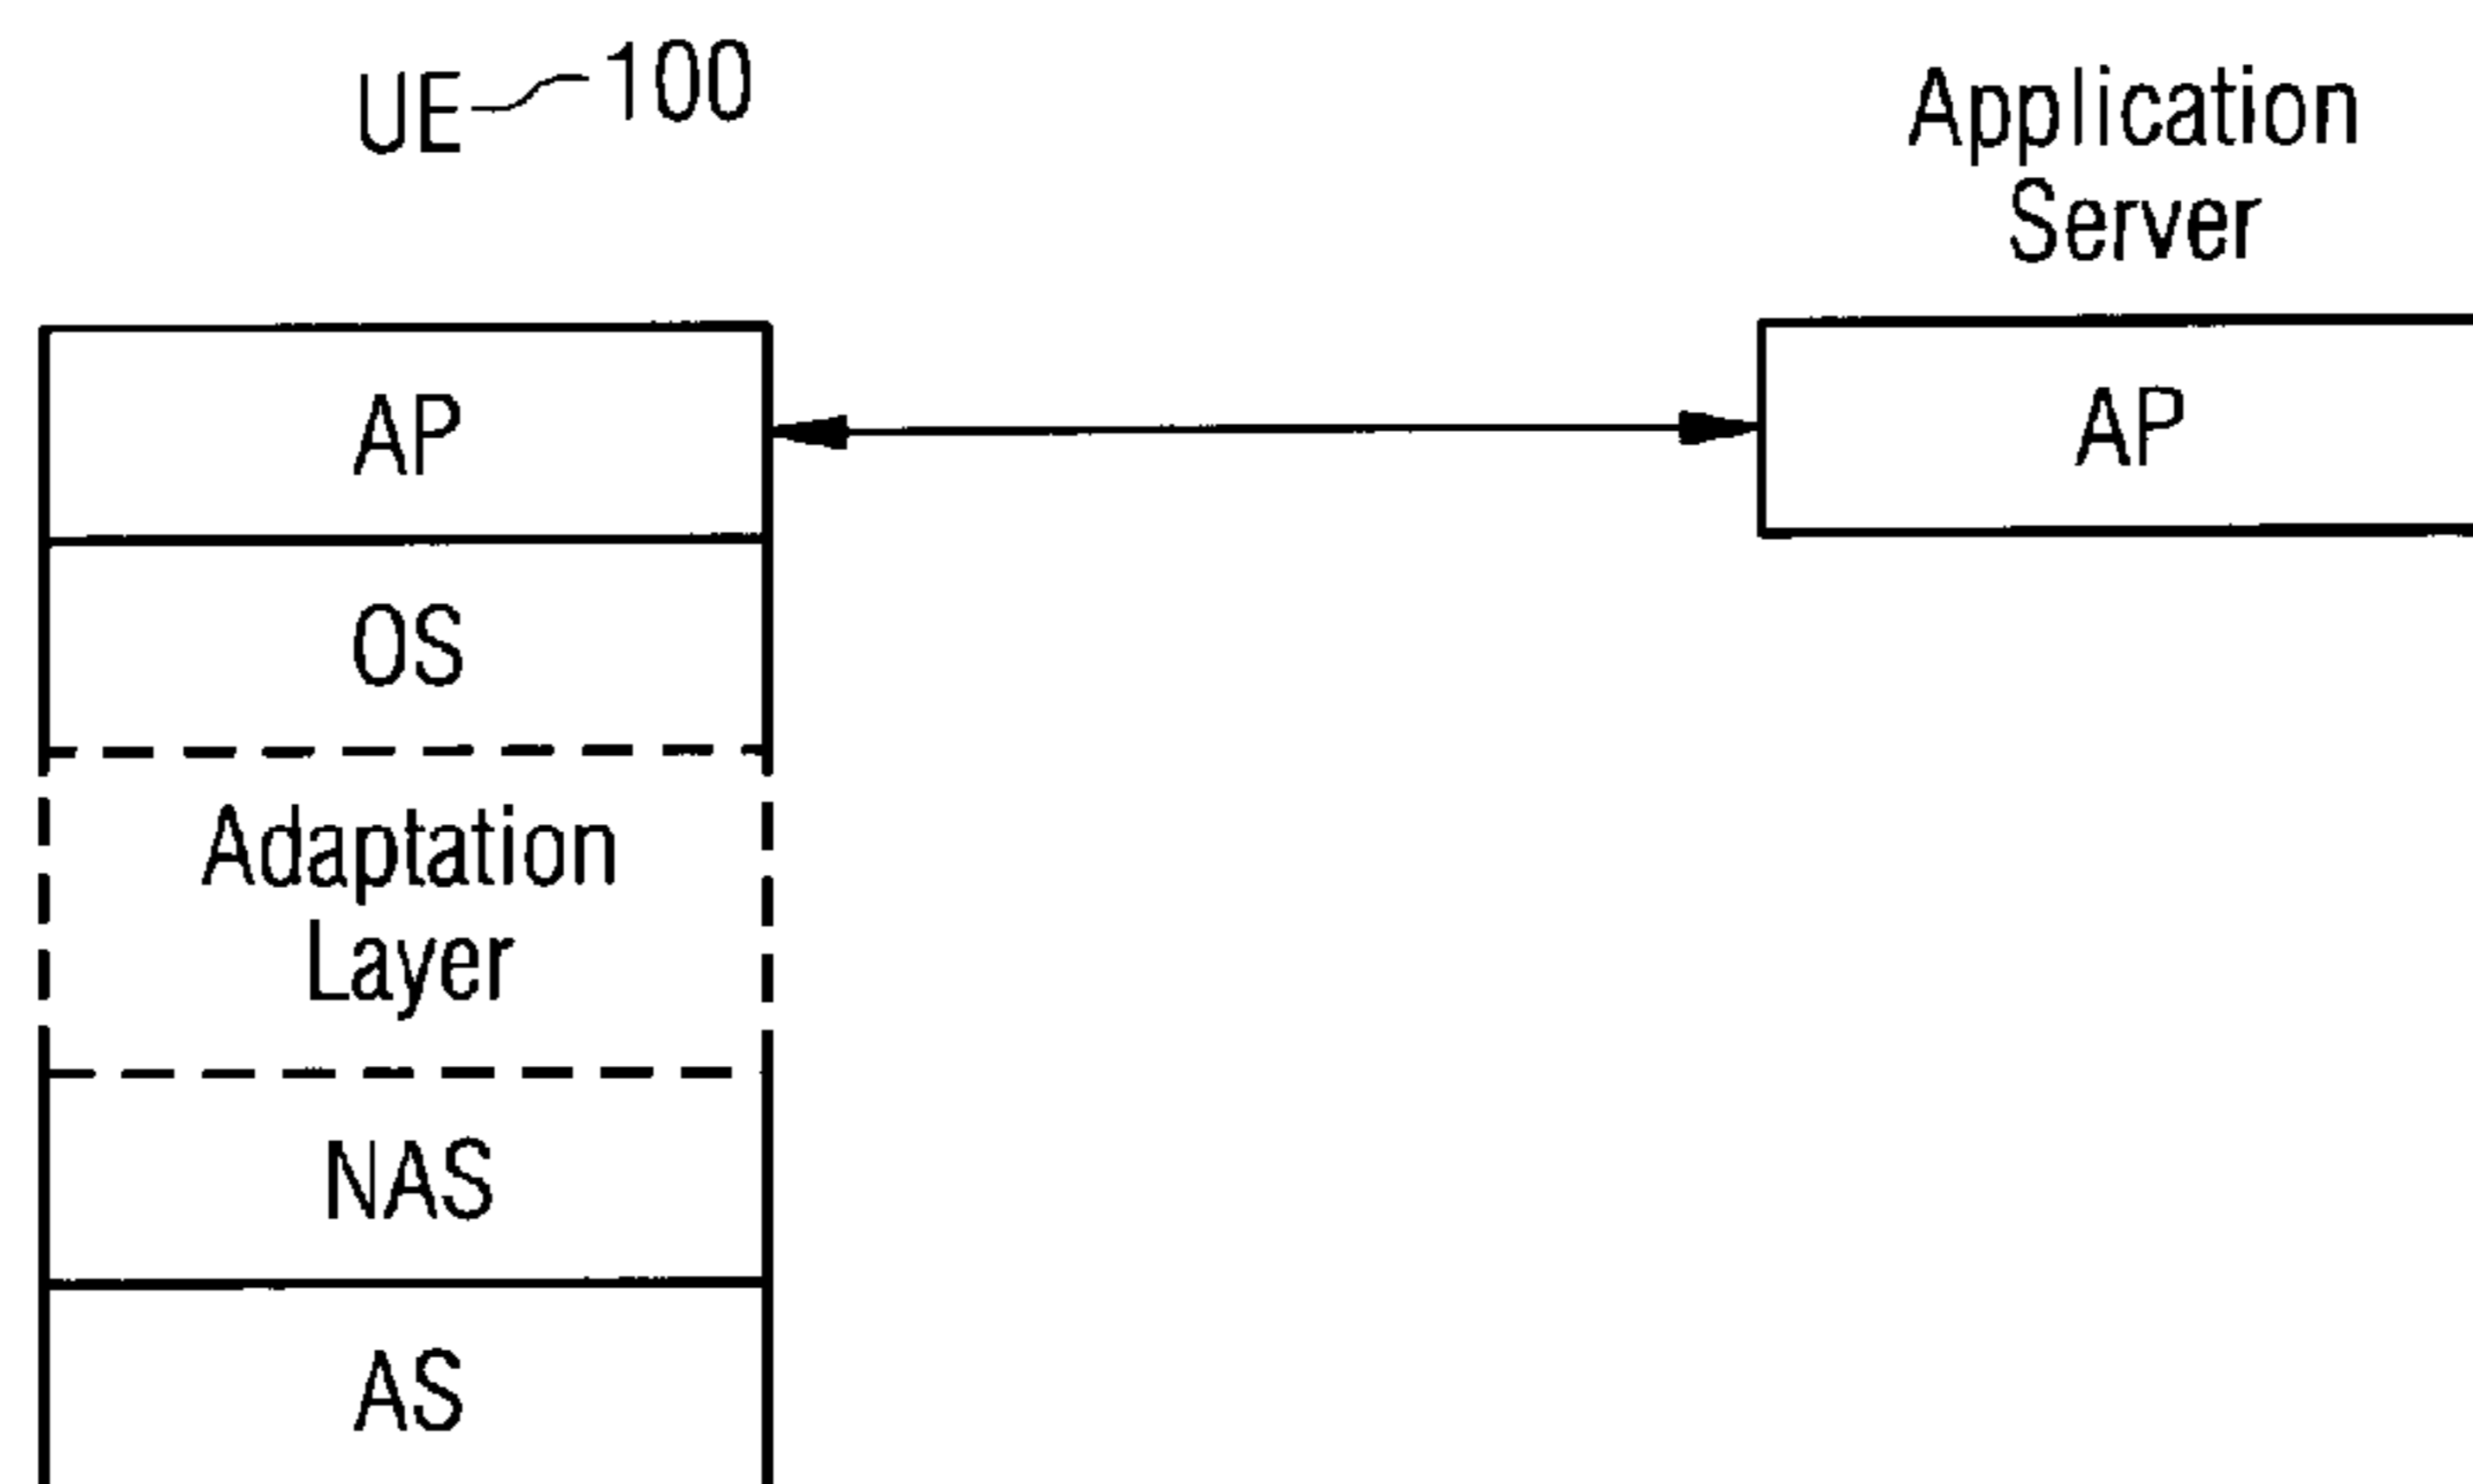 UE 100
Application
Server
AP
AP
OS
Adaptation
Layer
NAS
AS